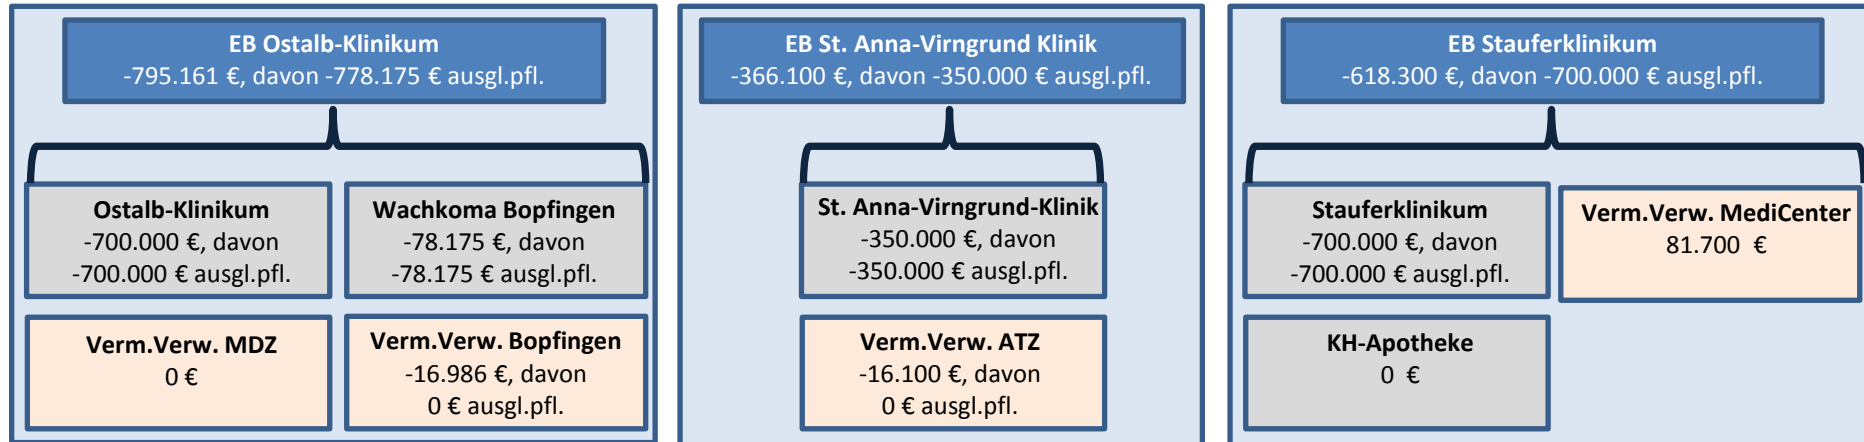 EB Ostalb-Klinikum
-795.161 €, davon -778.175 € ausgl.pfl.
Ostalb-Klinikum
-700.000 €, davon
-700.000 € ausgl.pfl.
Wachkoma Bopfingen
-78.175 €, davon
-78.175 € ausgl.pfl.
Verm.Verw. MDZ
0 €
Verm.Verw. Bopfingen
-16.986 €, davon
0 € ausgl.pfl.
EB St. Anna-Virngrund Klinik
-366.100 €, davon -350.000 € ausgl.pfl.
St. Anna-Virngrund-Klinik
-350.000 €, davon
-350.000 € ausgl.pfl.
Verm.Verw. ATZ
-16.100 €, davon
0 € ausgl.pfl.
EB Stauferklinikum
-618.300 €, davon -700.000 € ausgl.pfl.
Stauferklinikum
-700.000 €, davon
-700.000 € ausgl.pfl.
Verm.Verw. MediCenter
81.700 €
KH-Apotheke
0 €